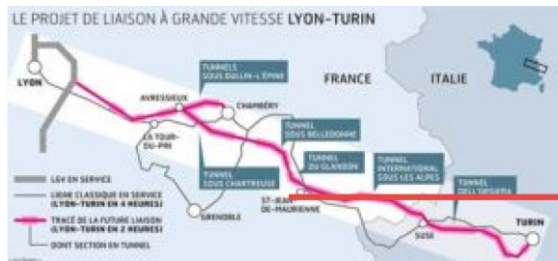 LE PROJET DE LIAISON À GRANDE VITESSE LYON-TURIN
LYON
TUNNELS
SOUS DULLIN-L'ÉPINE
FRANCE
ITALIE
AVRESSIEUX
CHAMBÉRY
LA TOUR-
DU-PIN
TUNNEL
SOUS BELLEDONNE
TUNNEL
DU GLANDON
TUNNEL
INTERNATIONAL
SOUS LES ALPES
TUNNEL
SOUS CHARTREUSE
TUNNEL
LGV EN SERVICE
LIGNE CLASSIQUE EN SERVICE
(LYON-TURIN EN 4 HEURES)
TRACÉ DE LA FUTURE LIAISON
(LYON-TURIN EN 2 HEURES)
DONT SECTION EN TUNNEL
GRENOBLE
ST-JEAN-
DE-MAURIENNE
SUSE
TURIN